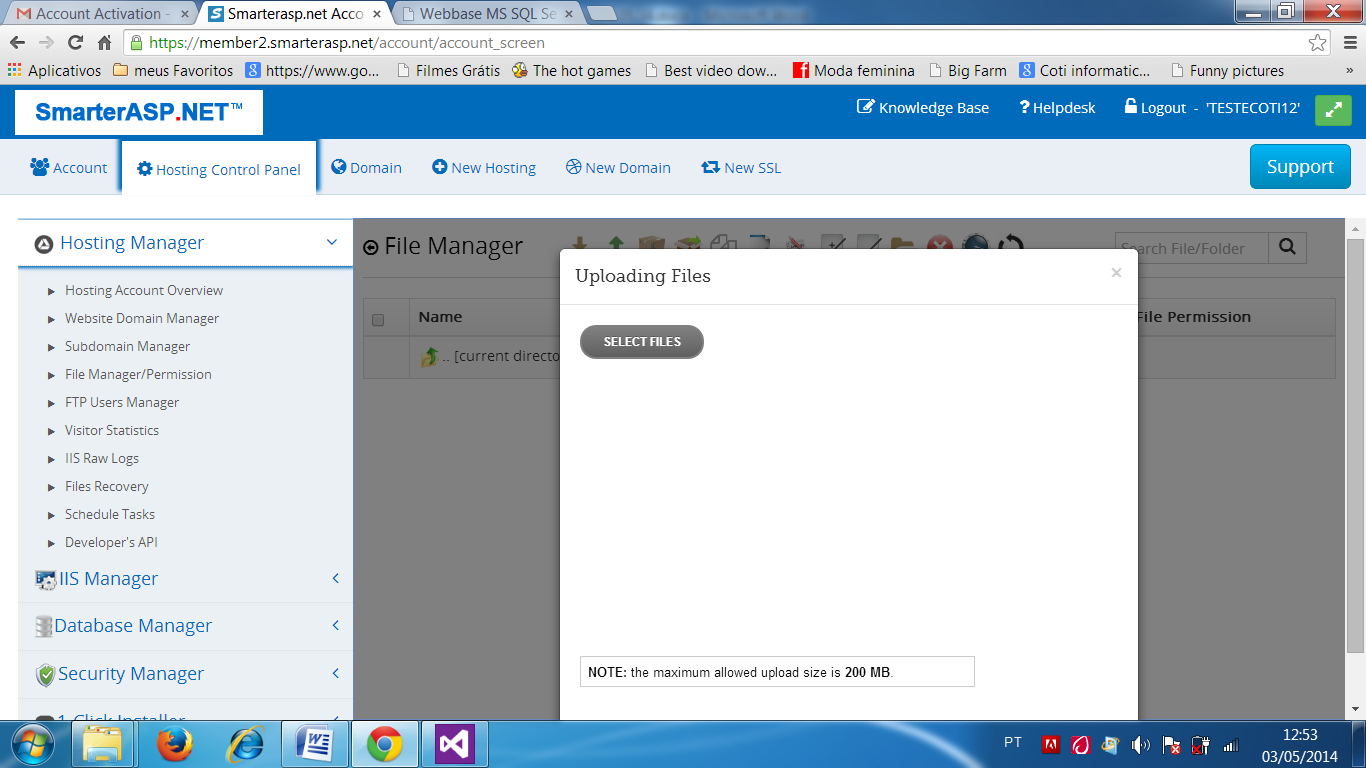 Account Activation -
Smarterasp.net Acco
Webbase MS SQL Se
https://member2.smarterasp.net/account/account_screen
Aplicativos
meus Favoritos
https://www.go...
Filmes Grátis
The hot games
Best video dow...
Moda feminina
Big Farm
Coti informatic...
Funny pictures
»
SmarterASP.NET™
Knowledge Base
Helpdesk
Logout - 'TESTECOTI12'
Account
Hosting Control Panel
Domain
New Hosting
New Domain
New SSL
Support
Hosting Manager
Hosting Account Overview
Website Domain Manager
Subdomain Manager
File Manager/Permission
FTP Users Manager
Visitor Statistics
IIS Raw Logs
Files Recovery
Schedule Tasks
Developer's API
IIS Manager
Database Manager
Security Manager
1-Click Installer
File Manager
Search File/Folder
Name
File Permission
.. [current directo
Uploading Files
×
SELECT FILES
NOTE: the maximum allowed upload size is 200 MB.
PT
12:53
03/05/2014